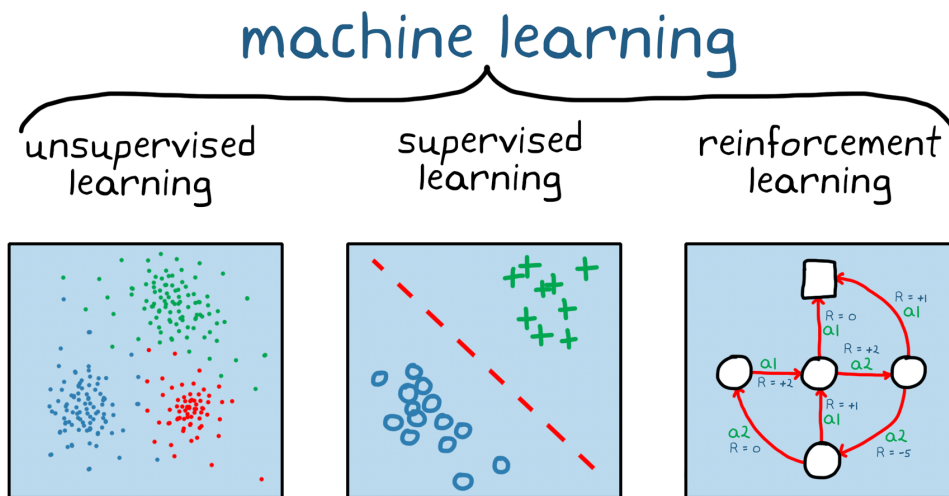 machine learning
unsupervised
learning
supervised
learning
reinforcement
learning
R = +1
a1
R = 0
a1
R = +2
a1
a2
R = +2
R = +1
a1
a2
R = 0
a2
R = -5